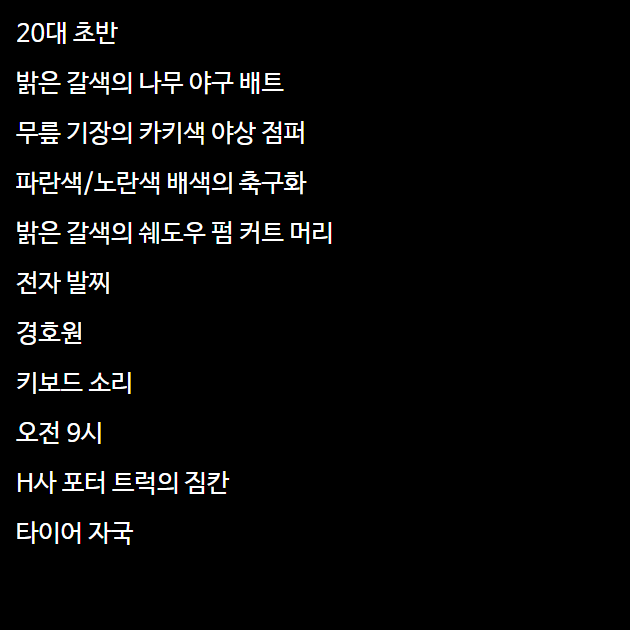 20대 초반
밝은 갈색의 나무 야구 배트
무릎 기장의 카키색 야상 점퍼
파란색/노란색 배색의 축구화
밝은 갈색의 쉐도우 펌 커트 머리
전자 발찌
경호원
키보드 소리
오전 9시
H사 포터 트럭의 짐칸
타이어 자국